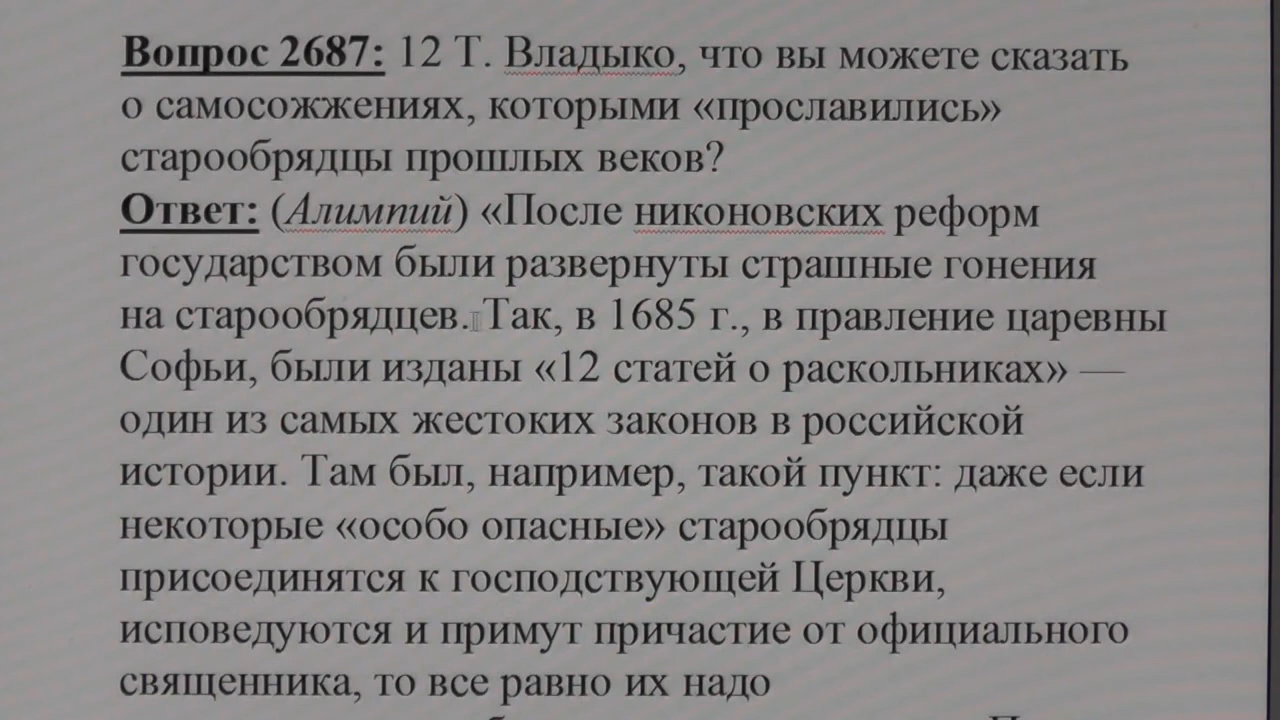 Вопрос 2687: 12 Т. Владыко, что вы можете сказать
о самосожжениях, которыми «прославились»
старообрядцы прошлых веков?
Ответ: (Алимпий) «После никоновских реформ
государством были развернуты страшные гонения
на старообрядцев. Так, в 1685 г., в правление царевны
Софьи, были изданы «12 статей о раскольниках» —
один из самых жестоких законов в российской
истории. Там был, например, такой пункт: даже если
некоторые «особо опасные» старообрядцы
присоединятся к господствующей Церкви,
исповедуются и примут причастие от официального
священника, то все равно их надо